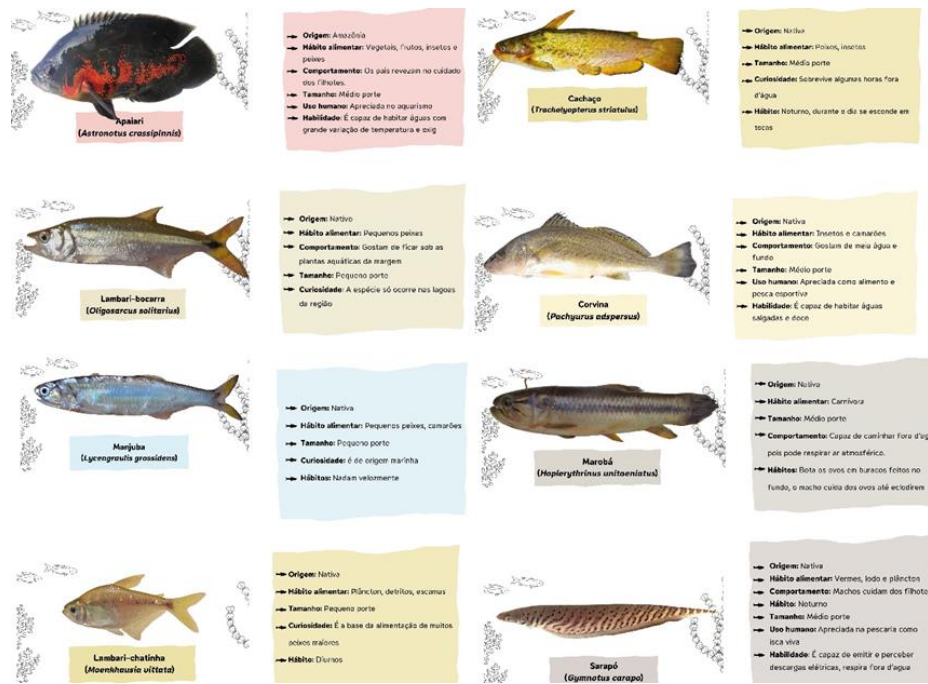 Apaiari
(Astronotus crassipinnis)
Origem: Amazônia
Hábito alimentar: Vegetais, frutos, insetos e
peixes
Comportamento: Os pais revezam no cuidado
dos filhotes.
Tamanho: Médio porte
Uso humano: Apreciada no aquarismo
Habilidade: É capaz de habitar águas com
grande variação de temperatura e oxig
Cachaço
(Trachelyopterus striatulus)
Origem: Nativa
Hábito alimentar: Peixes, insetos
Tamanho: Médio porte
Curiosidade: Sobrevive algumas horas fora
d'água
Hábito: Noturno, durante o dia se esconde em
tocas
Lambari-bocarra
(Oligosarcus solitarius)
Origem: Nativo
Hábito alimentar: Pequenos peixes
Comportamento: Gostam de ficar sob as
plantas aquáticas da margem
Tamanho: Pequeno porte
Curiosidade: A espécie só ocorre nas lagoas
da região
Corvina
(Pachyurus adspersus)
Origem: Nativa
Hábito alimentar: Insetos e camarões
Comportamento: Gostam de meia água e
fundo
Tamanho: Médio porte
Uso humano: Apreciada como alimento e
pesca esportiva
Habilidade: É capaz de habitar águas
salgadas e doce
Manjuba
(Lycengraulis grossidens)
Origem: Nativa
Hábito alimentar: Pequenos peixes, camarões
Tamanho: Pequeno porte
Curiosidade: é de origem marinha
Hábitos: Nadam velozmente
Marobá
(Hoplerythrinus unitaeniatus)
Origem: Nativa
Hábito alimentar: Carnívora
Tamanho: Médio porte
Comportamento: Capaz de caminhar fora d'ág
pois pode respirar ar atmosférico.
Hábitos: Bota os ovos em buracos feitos no
fundo, o macho cuida dos ovos até eclodirem
Lambari-chatinha
(Moenkhausia vittata)
Origem: Nativa
Hábito alimentar: Plâncton, detritos, escamas
Tamanho: Pequeno porte
Curiosidade: É a base da alimentação de muitos
peixes maiores
Hábito: Diurnos
Sarapó
(Gymnotus carapo)
Origem: Nativa
Hábito alimentar: Vermes, lodo e plâncton
Comportamento: Machos cuidam dos filhote
Hábito: Noturno
Tamanho: Médio porte
Uso humano: Apreciada na pescaria como
isca viva
Habilidade: É capaz de emitir e perceber
descargas elétricas, respira fora d'água